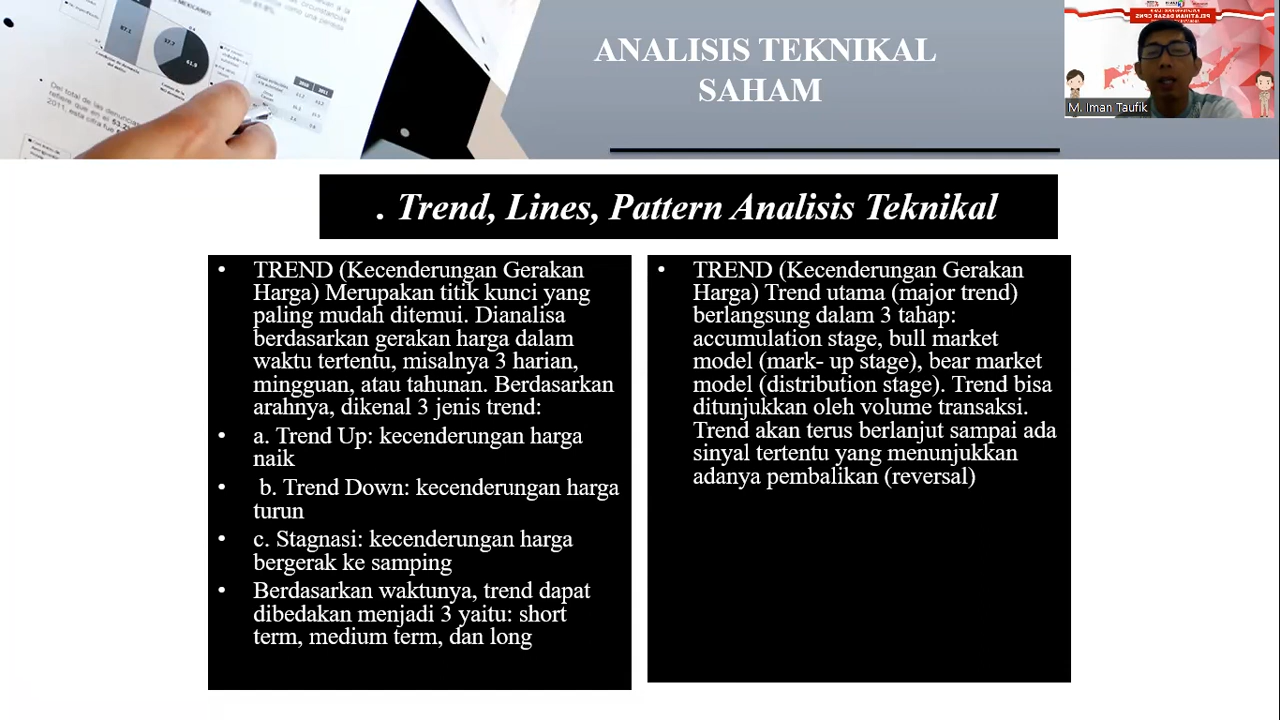 ANALISIS TEKNIKAL
SAHAM
PELATIHAN DASAR CPNS
M. Iman Taufik
. Trend, Lines, Pattern Analisis Teknikal
• TREND (Kecenderungan Gerakan
Harga) Merupakan titik kunci yang
paling mudah ditemui. Dianalisa
berdasarkan gerakan harga dalam
waktu tertentu, misalnya 3 harian,
mingguan, atau tahunan. Berdasarkan
arahnya, dikenal 3 jenis trend:
• a. Trend Up: kecenderungan harga
naik
• b. Trend Down: kecenderungan harga
turun
• c. Stagnasi: kecenderungan harga
bergerak ke samping
• Berdasarkan waktunya, trend dapat
dibedakan menjadi 3 yaitu: short
term, medium term, dan long
• TREND (Kecenderungan Gerakan
Harga) Trend utama (major trend)
berlangsung dalam 3 tahap:
accumulation stage, bull market
model (mark- up stage), bear market
model (distribution stage). Trend bisa
ditunjukkan oleh volume transaksi.
Trend akan terus berlanjut sampai ada
sinyal tertentu yang menunjukkan
adanya pembalikan (reversal)